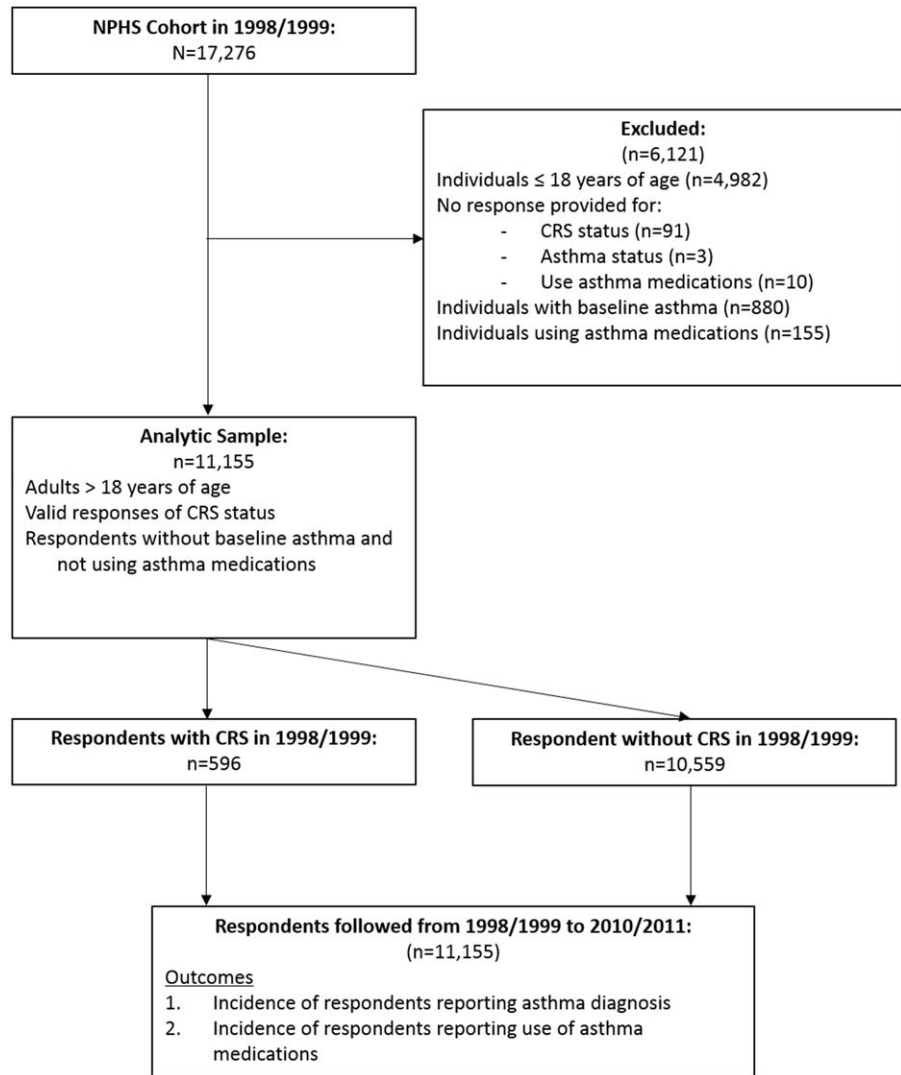 NPHS Cohort in 1998/1999:
N=17,276
Excluded:
(n=6,121)
Individuals ≤ 18 years of age (n=4,982)
No response provided for:
- CRS status (n=91)
- Asthma status (n=3)
- Use asthma medications (n=10)
Individuals with baseline asthma (n=880)
Individuals using asthma medications (n=155)
Analytic Sample:
n=11,155
Adults > 18 years of age
Valid responses of CRS status
Respondents without baseline asthma and
not using asthma medications
Respondents with CRS in 1998/1999:
n=596
Respondent without CRS in 1998/1999:
n=10,559
Respondents followed from 1998/1999 to 2010/2011:
(n=11,155)
Outcomes
1. Incidence of respondents reporting asthma diagnosis
2. Incidence of respondents reporting use of asthma
medications